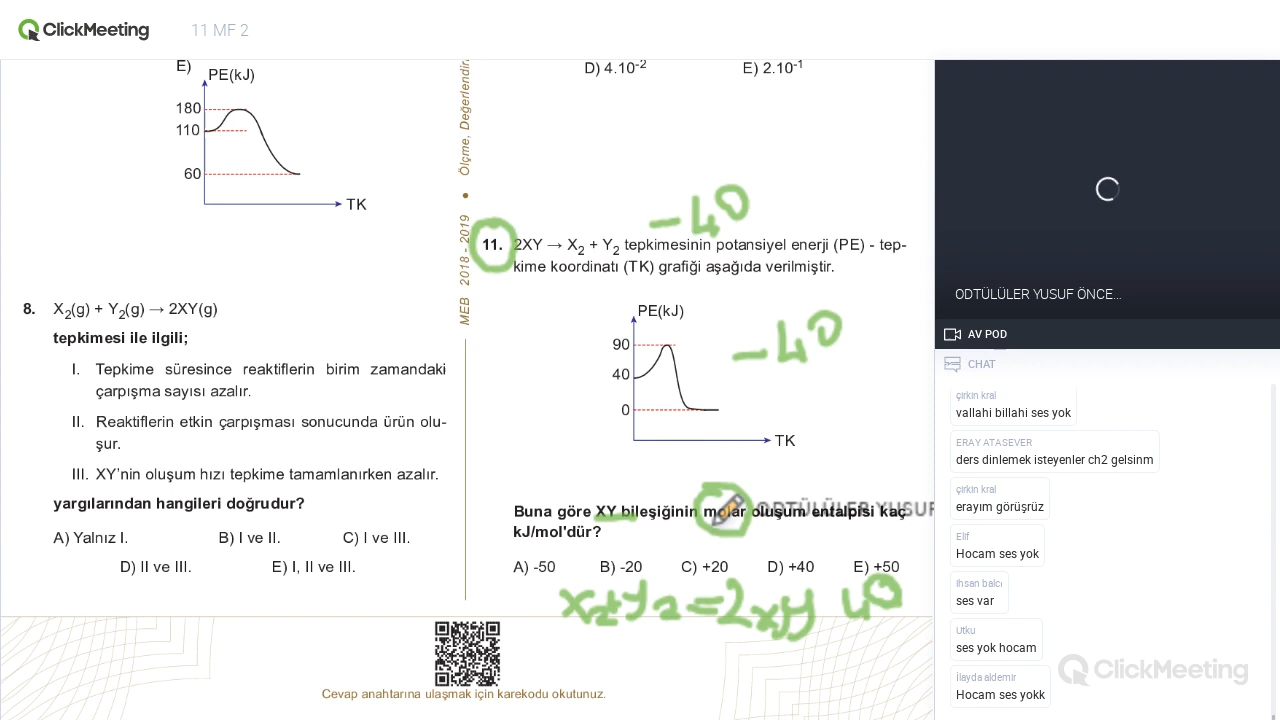 ClickMeeting
11 MF 2
E)
PE(kJ)
180
110
60
TK
8. X2(g) + Y2(g) → 2XY(g)
tepkimesi ile ilgili;
I. Tepkime süresince reaktiflerin birim zamandaki
çarpışma sayısı azalır.
II. Reaktiflerin etkin çarpışması sonucunda ürün olu-
şur.
III. XY’nin oluşum hızı tepkime tamamlanırken azalır.
yargılarından hangileri doğrudur?
A) Yalnız I.
B) I ve II.
C) I ve III.
D) II ve III.
E) I, II ve III.
MEB 2018 - 2019 • Ölçme, Değerlendir
D) 4.10-2
E) 2.10-1
-40
11. 2XY → X2 + Y2 tepkimesinin potansiyel enerji (PE) - tep-
kime koordinatı (TK) grafiği aşağıda verilmiştir.
PE(kJ)
90
40
0
TK
-40
ODTÜLÜLER YUSUF
Buna göre XY bileşiğinin molar oluşum entalpisi kaç
kJ/mol'dür?
A) -50
B) -20
C) +20
D) +40
E) +50
x2+y2=2xy 40
Cevap anahtarına ulaşmak için karekodu okutunuz.
ODTÜLÜLER YUSUF ÖNCE...
AV POD
CHAT
çirkin kral
vallahi billahi ses yok
ERAY ATASEVER
ders dinlemek isteyenler ch2 gelsinm
çirkin kral
erayım görüşrüz
Elif
Hocam ses yok
ihsan balcı
ses var
Utku
ses yok hocam
İlayda aldemir
Hocam ses yokk
ClickMeeting